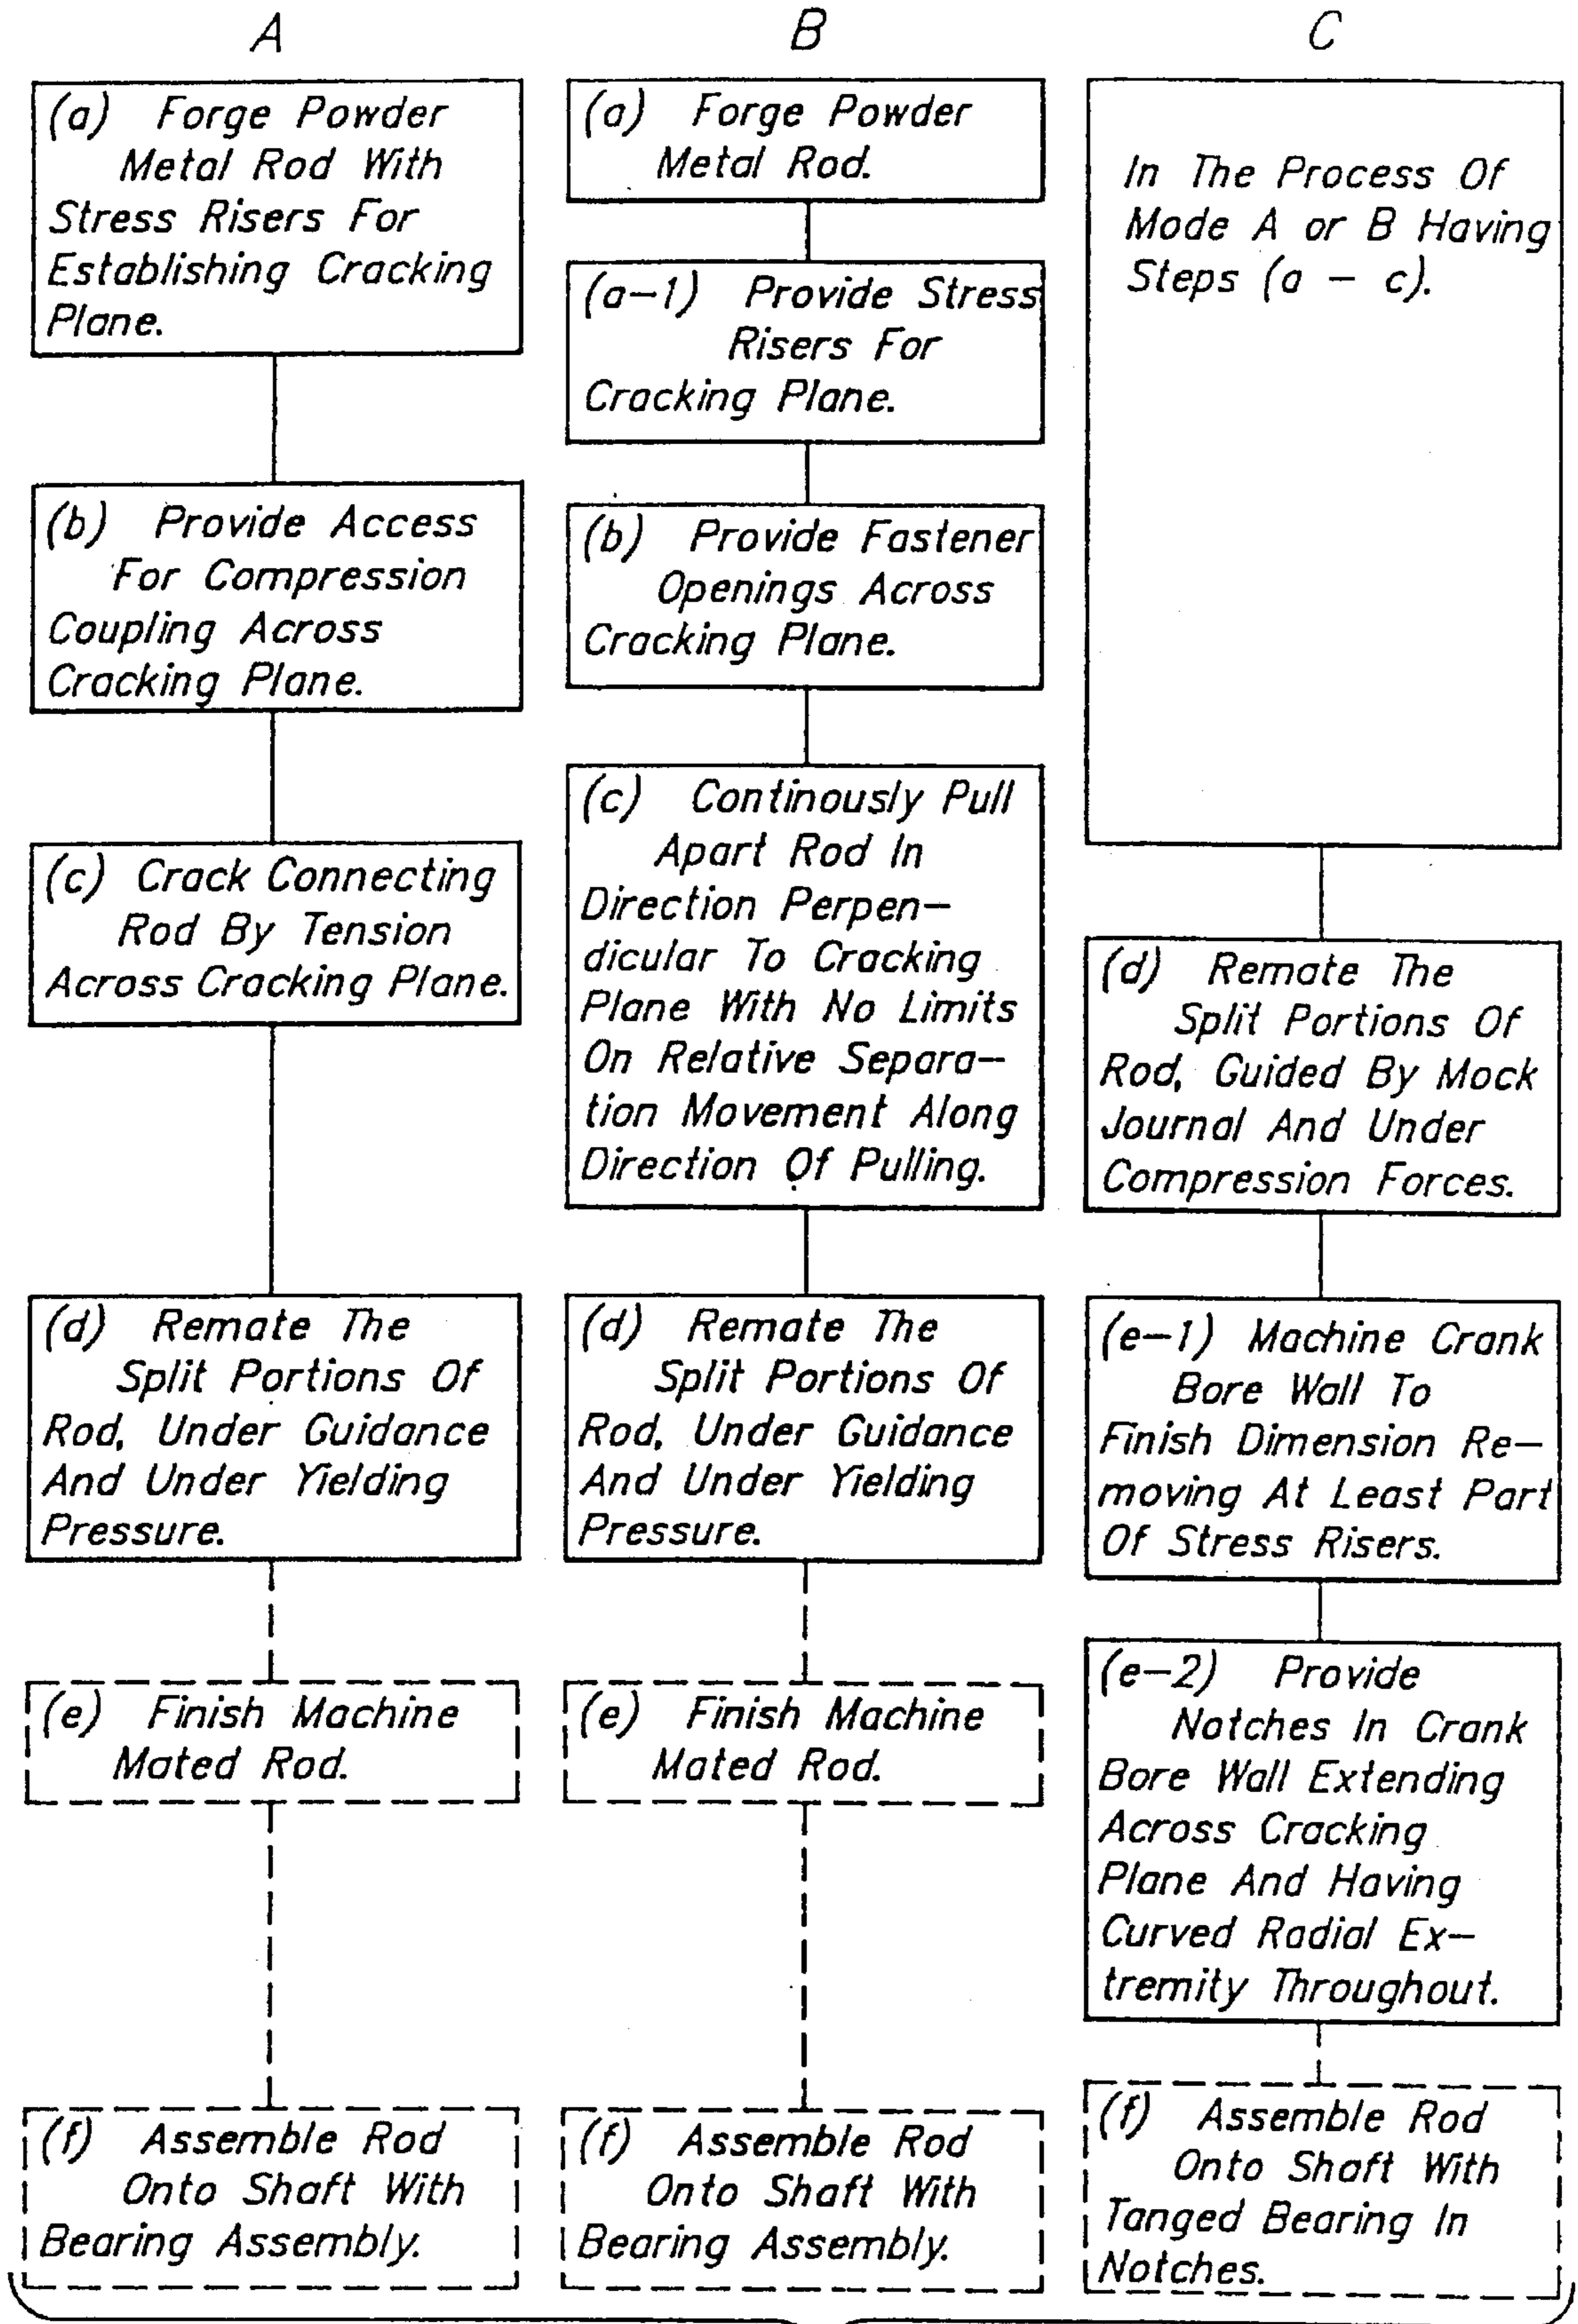 A
(a) Forge Powder
Metal Rod With
Stress Risers For
Establishing Cracking
Plane.
(b) Provide Access
For Compression
Coupling Across
Cracking Plane.
(c) Crack Connecting
Rod By Tension
Across Cracking Plane.
(d) Remate The
Split Portions Of
Rod, Under Guidance
And Under Yielding
Pressure.
(e) Finish Machine
Mated Rod.
(f) Assemble Rod
Onto Shaft With
Bearing Assembly.
B
(a) Forge Powder
Metal Rod.
(a-1) Provide Stress
Risers For
Cracking Plane.
(b) Provide Fastener
Openings Across
Cracking Plane.
(c) Continously Pull
Apart Rod In
Direction Perpen-
dicular To Cracking
Plane With No Limits
On Relative Separa-
tion Movement Along
Direction Of Pulling.
(d) Remate The
Split Portions Of
Rod, Under Guidance
And Under Yielding
Pressure.
(e) Finish Machine
Mated Rod.
(f) Assemble Rod
Onto Shaft With
Bearing Assembly.
C
In The Process Of
Mode A or B Having
Steps (a - c).
(d) Remate The
Split Portions Of
Rod, Guided By Mock
Journal And Under
Compression Forces.
(e-1) Machine Crank
Bore Wall To
Finish Dimension Re-
moving At Least Part
Of Stress Risers.
(e-2) Provide
Notches In Crank
Bore Wall Extending
Across Cracking
Plane And Having
Curved Radial Ex-
tremity Throughout.
(f) Assemble Rod
Onto Shaft With
Tanged Bearing In
Notches.